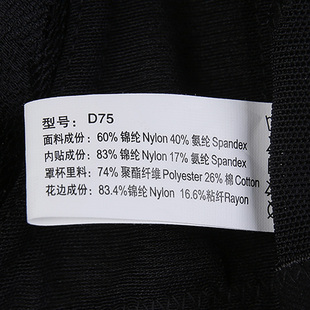 型号： D75
面料成份：60% 锦纶 Nylon 40% 氨纶 Spandex
内贴成份：83% 锦纶 Nylon 17% 氨纶 Spandex
罩杯里料：74% 聚酯纤维 Polyester 26% 棉 Cotton
花边成份：83.4%锦纶 Nylon 16.6%粘纤Rayon